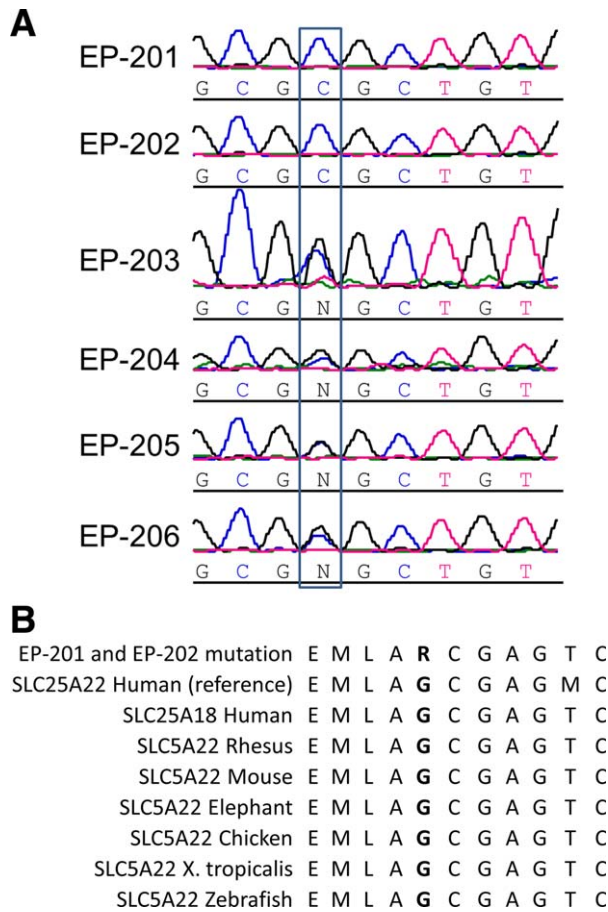 A
EP-201
G C G C G C T G T
EP-202
G C G C G C T G T
EP-203
G C G N G C T G T
EP-204
G C G N G C T G T
EP-205
G C G N G C T G T
EP-206
G C G N G C T G T
B
EP-201 and EP-202 mutation E M L A R C G A G T C
SLC25A22 Human (reference) E M L A G C G A G M C
SLC25A18 Human E M L A G C G A G T C
SLC5A22 Rhesus E M L A G C G A G T C
SLC5A22 Mouse E M L A G C G A G T C
SLC5A22 Elephant E M L A G C G A G T C
SLC5A22 Chicken E M L A G C G A G T C
SLC5A22 X. tropicalis E M L A G C G A G T C
SLC5A22 Zebrafish E M L A G C G A G T C